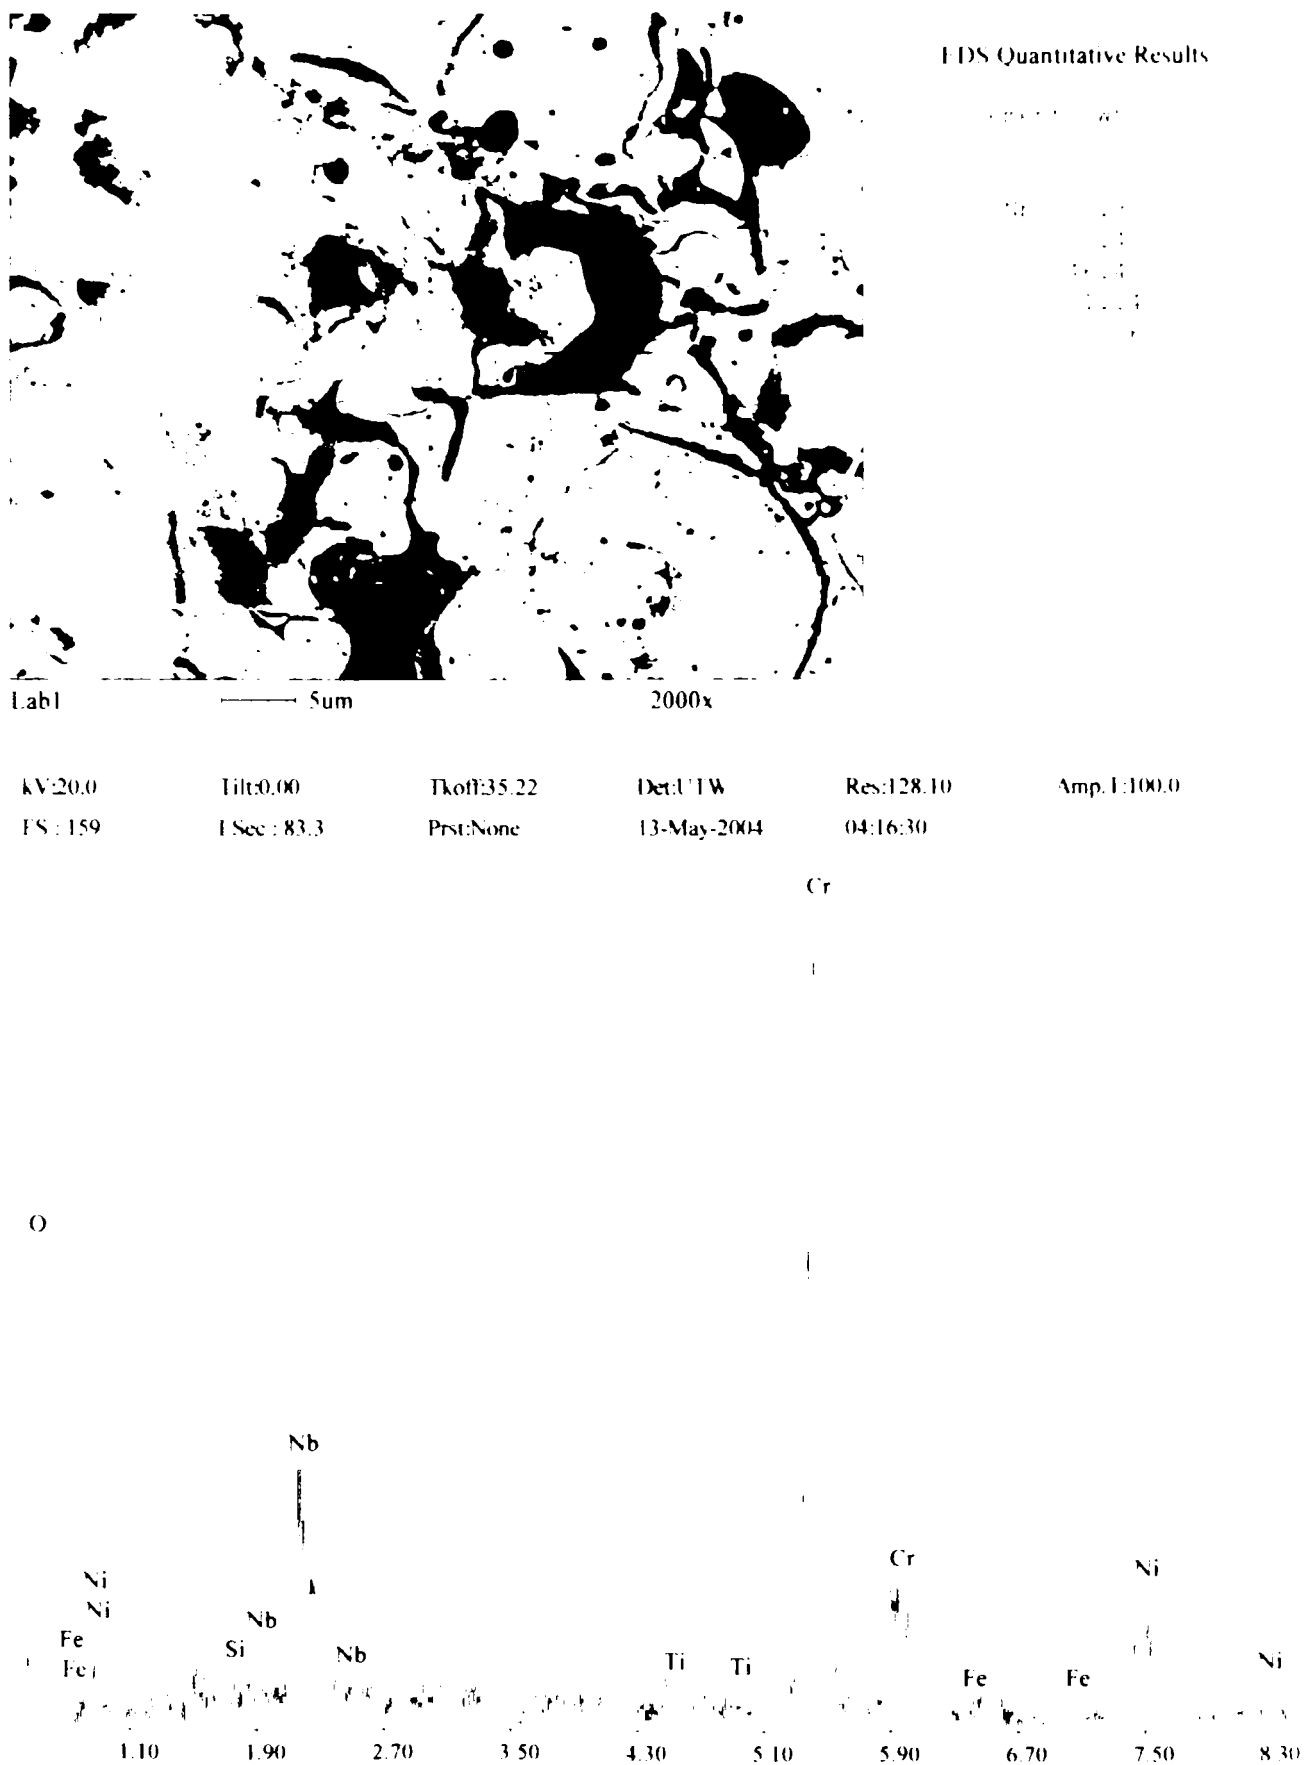 EDS Quantitative Results
Lab1 5um 2000x
kV:20.0 Tilt:0.00 Tkoff:35.22 Det:UTW Res:128.10 Amp.T:100.0
FS : 159 LSec : 83.3 Prst:None 13-May-2004 04:16:30
Cr
O
Nb
Cr
Ni
Ni
Ni
Nb
Fe
Si
Nb
Ti
Ti
Ni
Fe
Fe
Fe
1.10 1.90 2.70 3.50 4.30 5.10 5.90 6.70 7.50 8.30